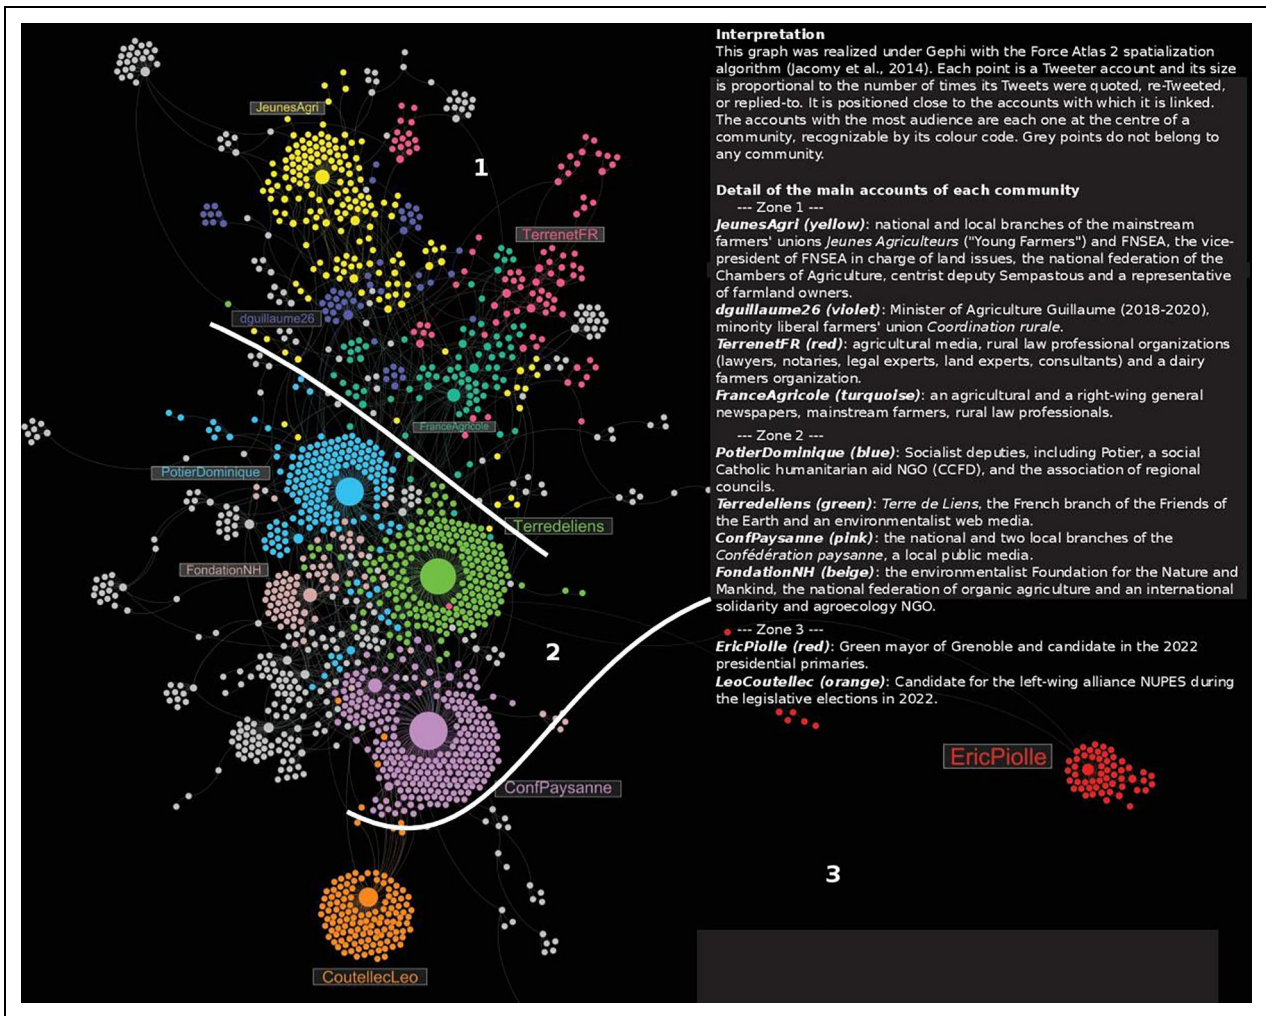 Interpretation
This graph was realized under Gephi with the Force Atlas 2 spatialization
algorithm (Jacomy et al., 2014). Each point is a Tweeter account and its size
is proportional to the number of times its Tweets were quoted, re-Tweeted,
or replied-to. It is positioned close to the accounts with which it is linked.
The accounts with the most audience are each one at the centre of a
community, recognizable by its colour code. Grey points do not belong to
any community.
Detail of the main accounts of each community
--- Zone 1 ---
JeunesAgri (yellow): national and local branches of the mainstream
farmers' unions Jeunes Agriculteurs ("Young Farmers") and FNSEA, the vice-
president of FNSEA in charge of land issues, the national federation of the
Chambers of Agriculture, centrist deputy Sempastous and a representative
of farmland owners.
dguillaume26 (violet): Minister of Agriculture Guillaume (2018-2020),
minority liberal farmers' union Coordination rurale.
TerrenetFR (red): agricultural media, rural law professional organizations
(lawyers, notaries, legal experts, land experts, consultants) and a dairy
farmers organization.
FranceAgricole (turquoise): an agricultural and a right-wing general
newspapers, mainstream farmers, rural law professionals.
--- Zone 2 ---
PotierDominique (blue): Socialist deputies, including Potier, a social
Catholic humanitarian aid NGO (CCFD), and the association of regional
councils.
Terredeliens (green): Terre de Liens, the French branch of the Friends of
the Earth and an environmentalist web media.
ConfPaysanne (pink): the national and two local branches of the
Confédération paysanne, a local public media.
FondationNH (beige): the environmentalist Foundation for the Nature and
Mankind, the national federation of organic agriculture and an international
solidarity and agroecology NGO.
--- Zone 3 ---
EricPiolle (red): Green mayor of Grenoble and candidate in the 2022
presidential primaries.
LeoCoutellec (orange): Candidate for the left-wing alliance NUPES during
the legislative elections in 2022.
JeunesAgri
1
TerrenetFR
dguillaume26
FranceAgricole
PotierDominique
Terredeliens
FondationNH
2
EricPiolle
ConfPaysanne
3
CoutellecLeo